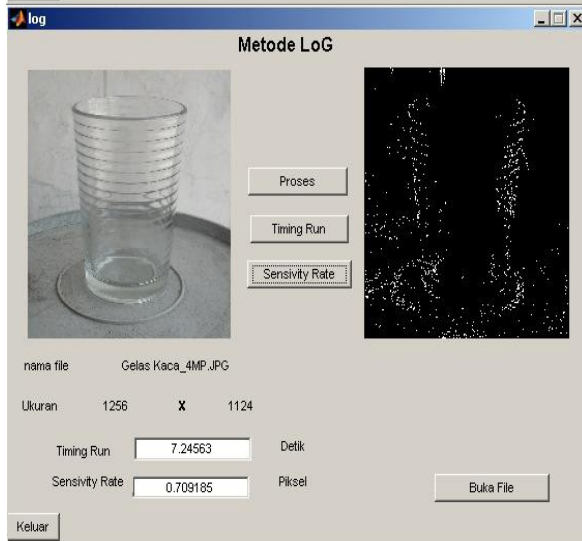 log
Metode LoG
Proses
Timing Run
Sensivity Rate
nama file Gelas Kaca_4MP.JPG
Ukuran 1256 X 1124
Timing Run 7.24563 Detik
Sensivity Rate 0.709185 Piksel
Buka File
Keluar